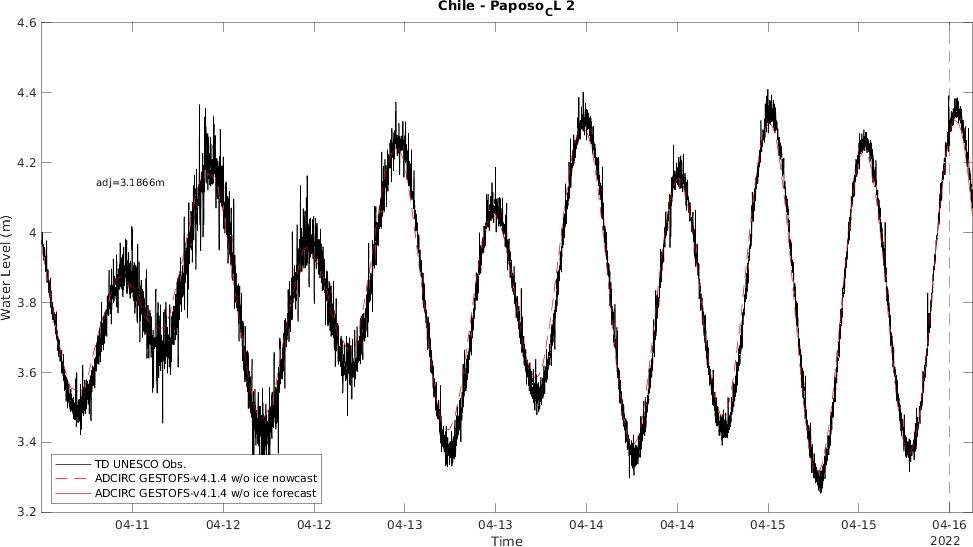 Chile - PaposoCL 2
4.6
4.4
4.2
4
3.8
3.6
3.4
3.2
Water Level (m)
adj=3.1866m
TD UNESCO Obs.
ADCIRC GESTOFS-v4.1.4 w/o ice nowcast
ADCIRC GESTOFS-v4.1.4 w/o ice forecast
04-11 04-12 04-12 04-13 04-13 04-14 04-14 04-15 04-15 04-16
Time
2022